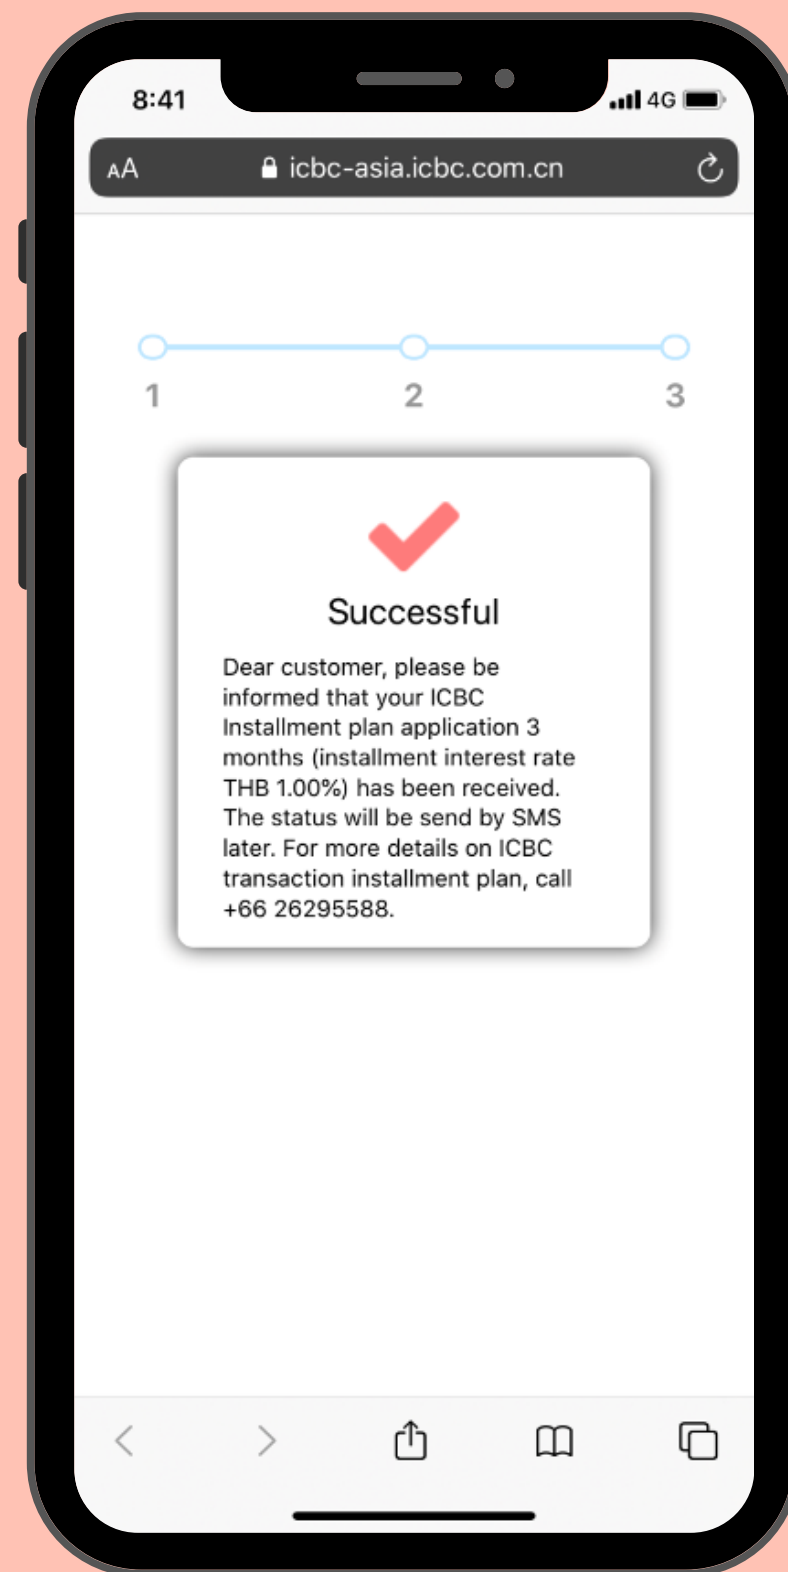 8:41 4G
AA icbc-asia.icbc.com.cn
1 2 3
Successful
Dear customer, please be
informed that your ICBC
Installment plan application 3
months (installment interest rate
THB 1.00%) has been received.
The status will be send by SMS
later. For more details on ICBC
transaction installment plan, call
+66 26295588.